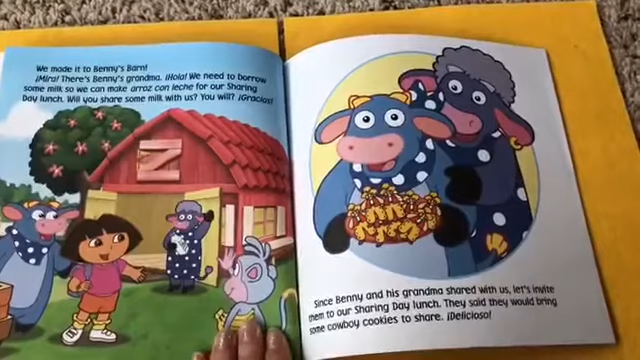 We made it to Benny's Barn!
¡Mira! There's Benny's grandma. ¡Hola! We need to borrow
some milk so we can make arroz con leche for our Sharing
Day lunch. Will you share some milk with us? You will? ¡Gracias!
Since Benny and his grandma shared with us, let's invite
them to our Sharing Day lunch. They said they would bring
some cowboy cookies to share. ¡Delicioso!